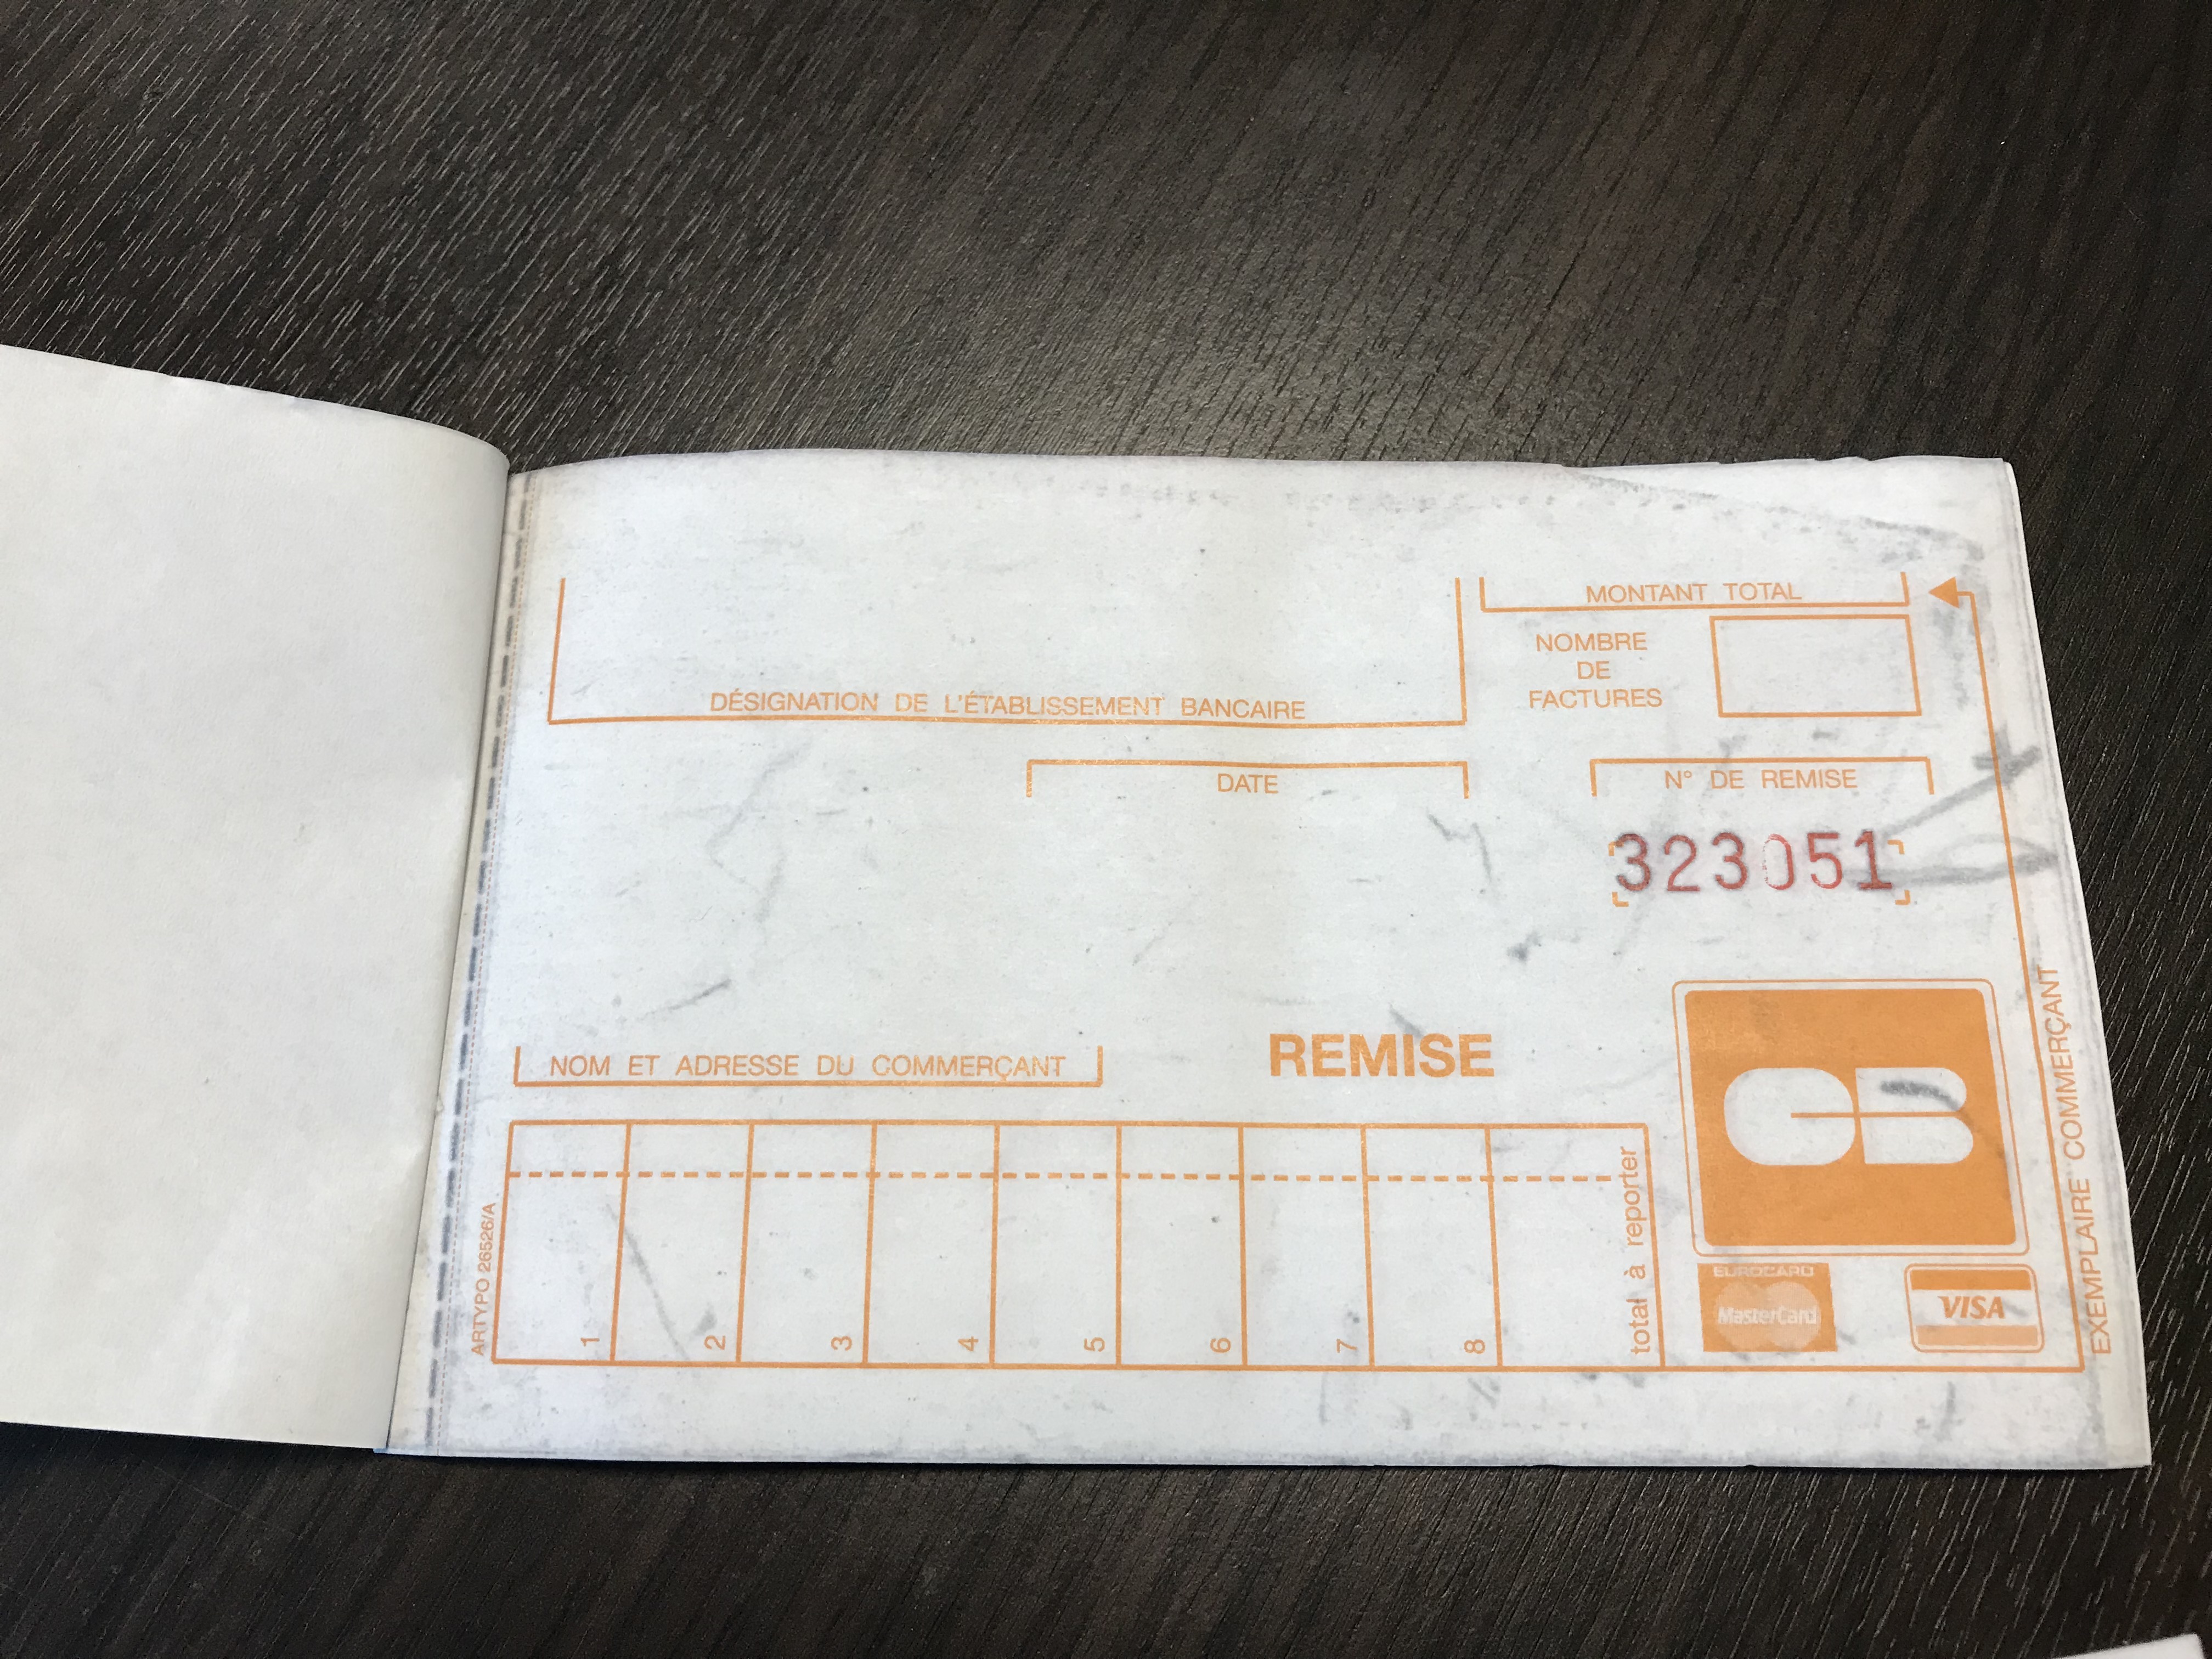 MONTANT TOTAL
NOMBRE
DE
FACTURES
DÉSIGNATION DE L'ÉTABLISSEMENT BANCAIRE
DATE
N° DE REMISE
323051
NOM ET ADRESSE DU COMMERÇANT
REMISE
CB
EUROCARD
MasterCard
VISA
1
2
3
4
5
6
7
8
total à reporter
ARTYPO 26526/A
EXEMPLAIRE COMMERÇANT